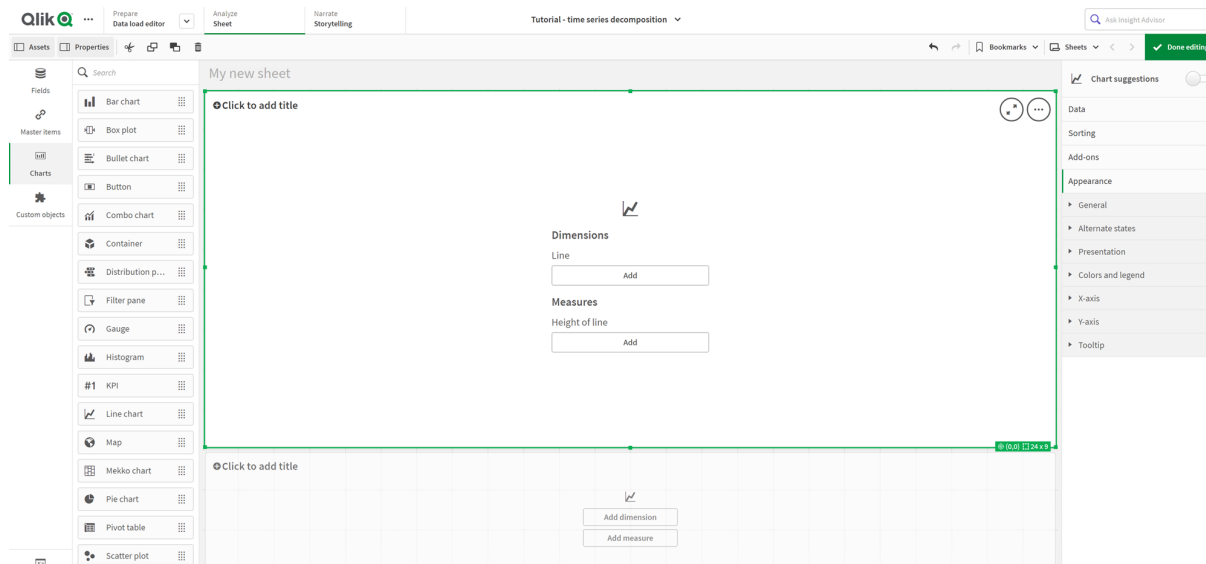 Qlik
Prepare
Data load editor
Analyze
Sheet
Narrate
Storytelling
Tutorial - time series decomposition
Ask Insight Advisor
Assets
Properties
Bookmarks
Sheets
Done editing
Fields
Master items
Charts
Custom objects
Search
Bar chart
Box plot
Bullet chart
Button
Combo chart
Container
Distribution p...
Filter pane
Gauge
Histogram
#1 KPI
Line chart
Map
Mekko chart
Pie chart
Pivot table
Scatter plot
My new sheet
Click to add title
Dimensions
Line
Add
Measures
Height of line
Add
(0,0) 24 x 9
Click to add title
Add dimension
Add measure
Chart suggestions
Data
Sorting
Add-ons
Appearance
General
Alternate states
Presentation
Colors and legend
X-axis
Y-axis
Tooltip